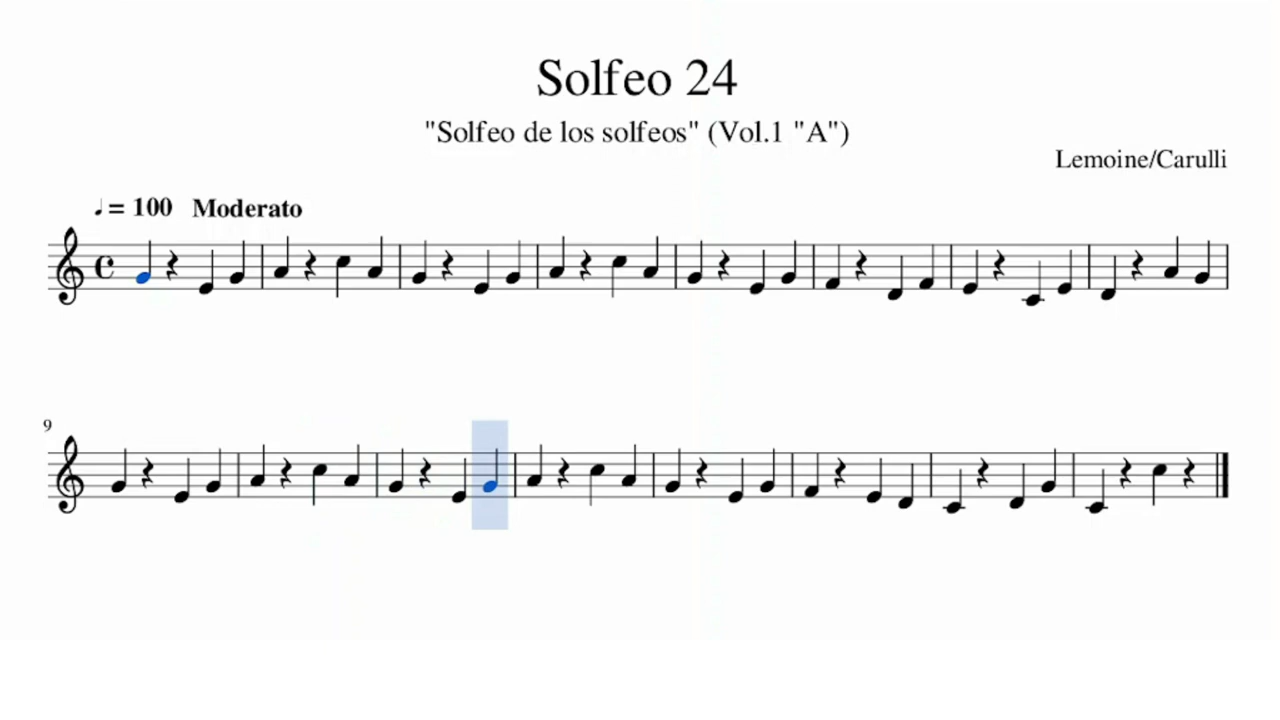 Solfeo 24
"Solfeo de los solfeos" (Vol.1 "A")
Lemoine/Carulli
♩ = 100 Moderato
9